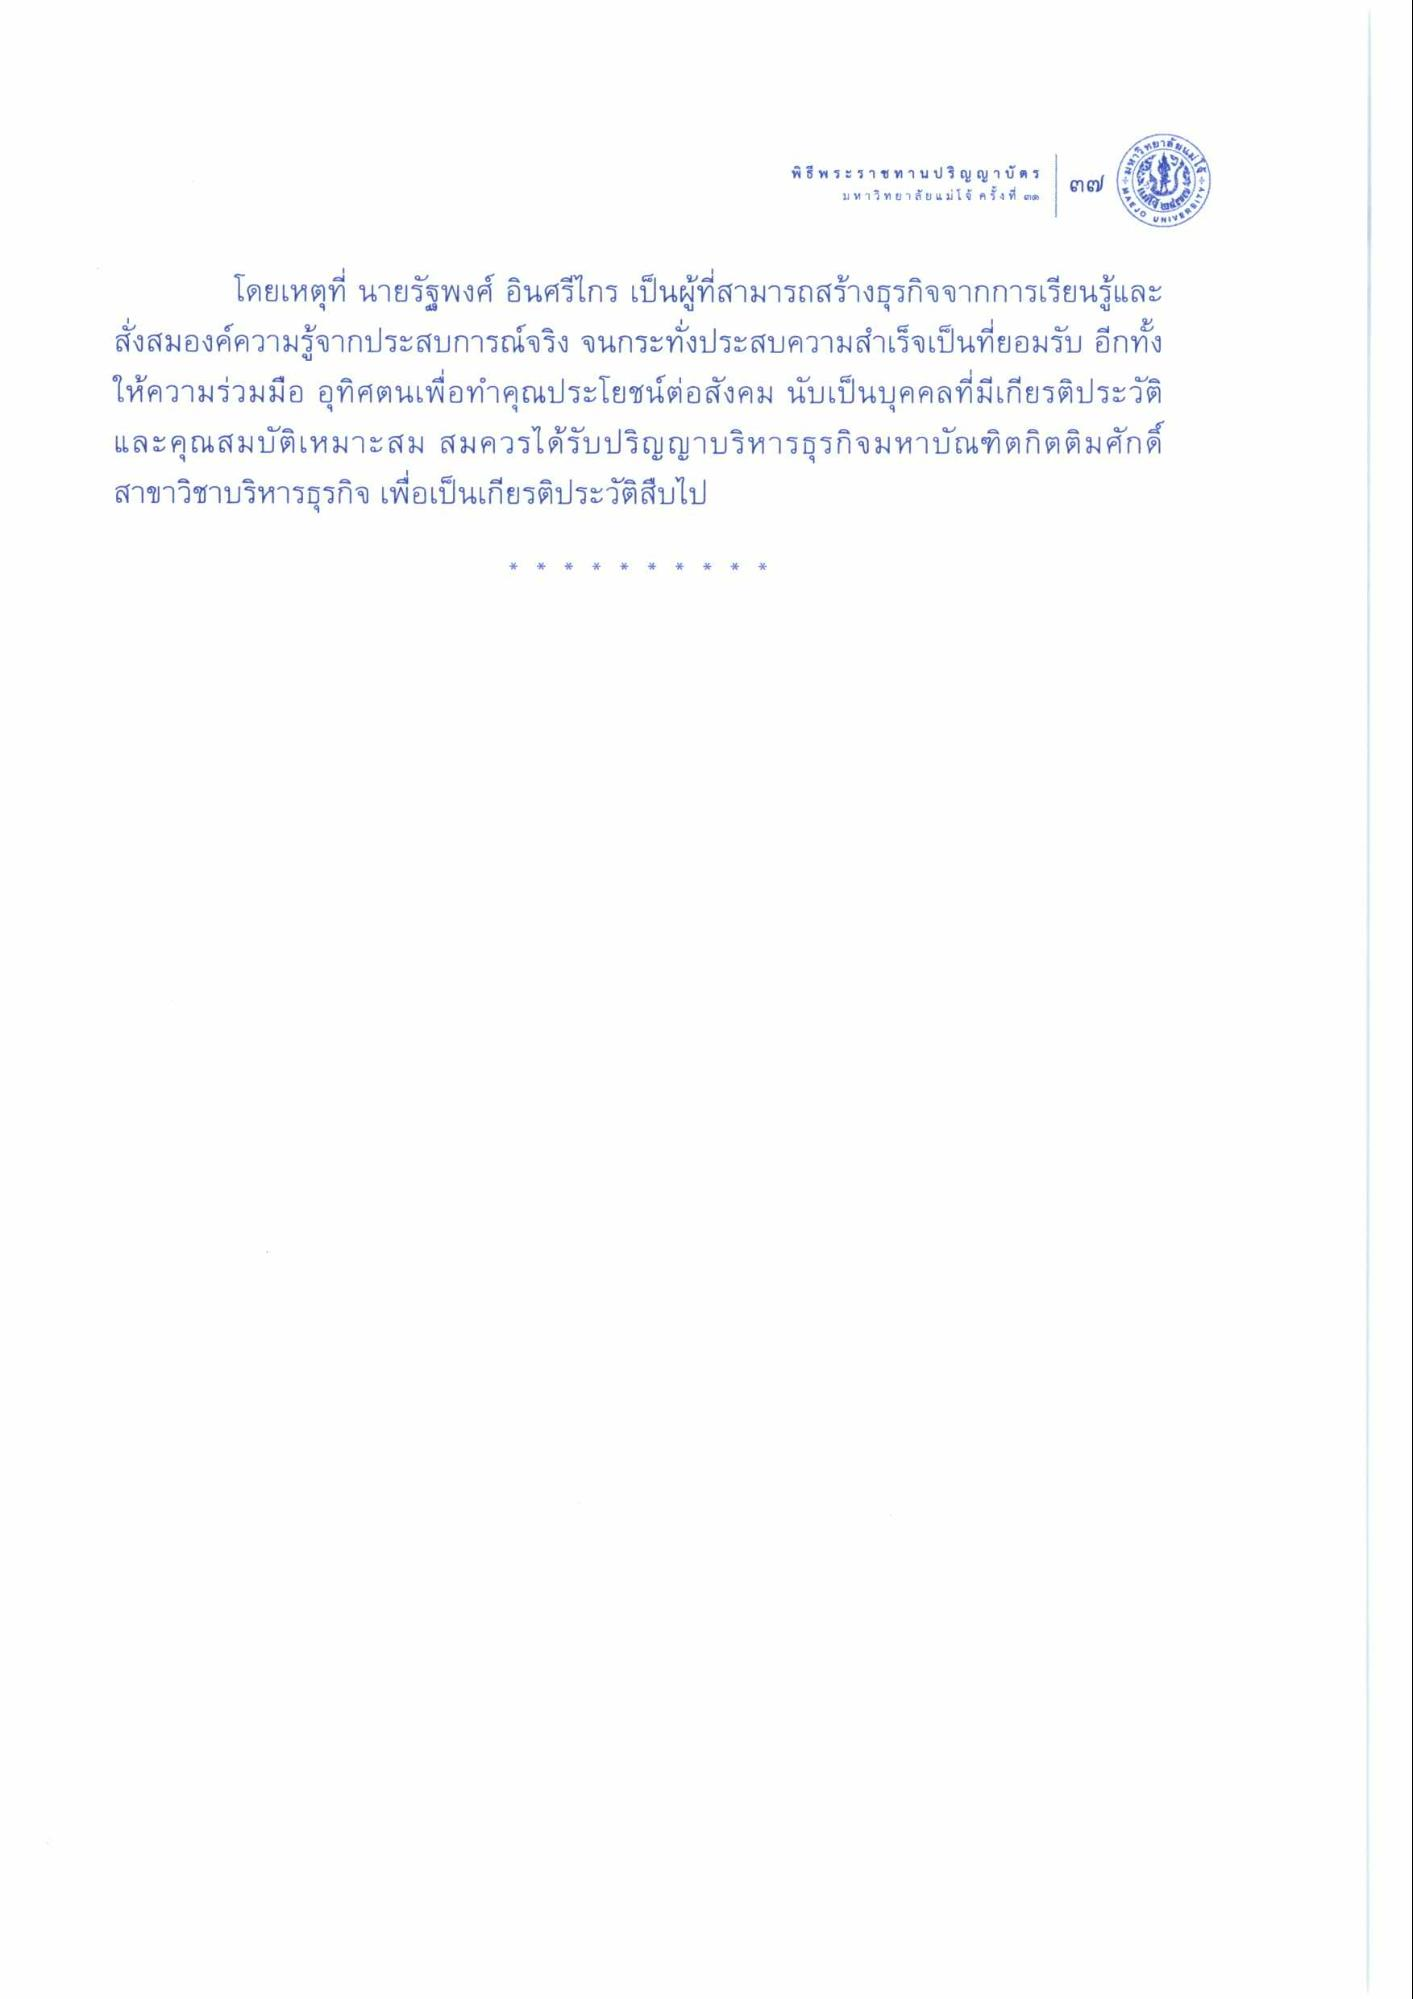 พิธีพระราชทานปริญญาบัตร
มหาวิทยาลัยแม่โจ้ ครั้งที่ ๓๑
๓๗
มหาวิทยาลัยแม่โจ้
MAEJO UNIVERSITY
โดยเหตุที่ นายรัฐพงศ์ อินศรีไกร เป็นผู้ที่สามารถสร้างธุรกิจจากการเรียนรู้และ
สั่งสมองค์ความรู้จากประสบการณ์จริง จนกระทั่งประสบความสำเร็จเป็นที่ยอมรับ อีกทั้ง
ให้ความร่วมมือ อุทิศตนเพื่อทำคุณประโยชน์ต่อสังคม นับเป็นบุคคลที่มีเกียรติประวัติ
และคุณสมบัติเหมาะสม สมควรได้รับปริญญาบริหารธุรกิจมหาบัณฑิตกิตติมศักดิ์
สาขาวิชาบริหารธุรกิจ เพื่อเป็นเกียรติประวัติสืบไป
* * * * * * * * * *